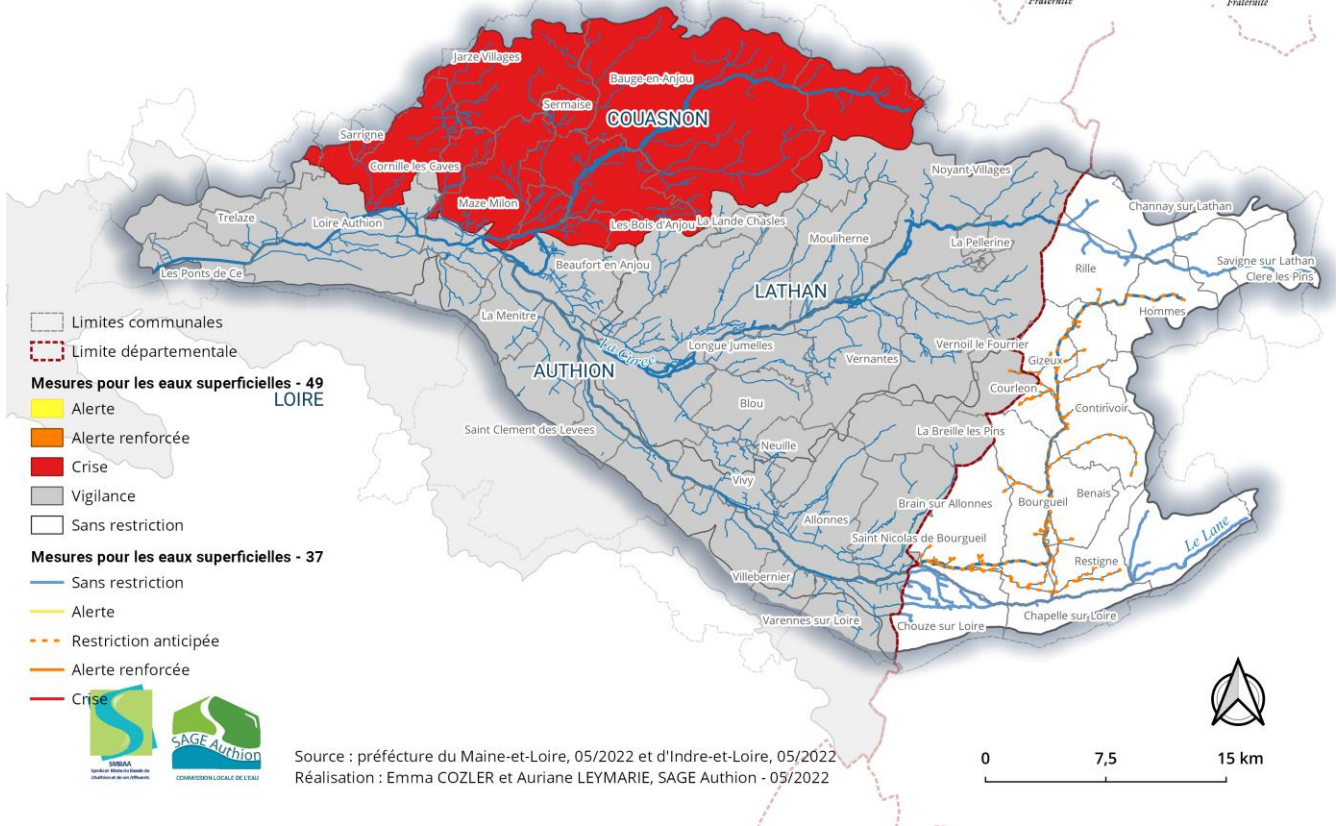 Fraternité
Fraternité
Jarze Villages
Bauge-en-Anjou
Sermaise
COUASNON
Sarrigne
Cornille les Caves
Noyant-Villages
Maze Milon
Channay sur Lathan
Trelaze
Loire Authion
Les Bois d'Anjou
La Lande Chasles
Mouliherne
La Pellerine
Savigne sur Lathan
Beaufort en Anjou
Rille
Clere les Pins
Les Ponts de Ce
LATHAN
Hommes
La Menitre
Limites communales
Longue Jumelles
Vernoil le Fourrier
Limite départementale
Vernantes
Gizeux
AUTHION
Courleon
Mesures pour les eaux superficielles - 49
LOIRE
Blou
Continvoir
Alerte
Saint Clement des Levees
La Breille les Pins
Alerte renforcée
Neuille
Crise
Vivy
Benais
Vigilance
Brain sur Allonnes
Bourgueil
Sans restriction
Allonnes
Le Lane
Saint Nicolas de Bourgueil
Mesures pour les eaux superficielles - 37
Restigne
Sans restriction
Villebernier
Alerte
Varennes sur Loire
Chapelle sur Loire
Chouze sur Loire
Restriction anticipée
Alerte renforcée
Crise
SAGE Authion
SMBAA
COMMISSION LOCALE DE L'EAU
Source : préfécture du Maine-et-Loire, 05/2022 et d'Indre-et-Loire, 05/2022
Réalisation : Emma COZLER et Auriane LEYMARIE, SAGE Authion - 05/2022
0 7,5 15 km